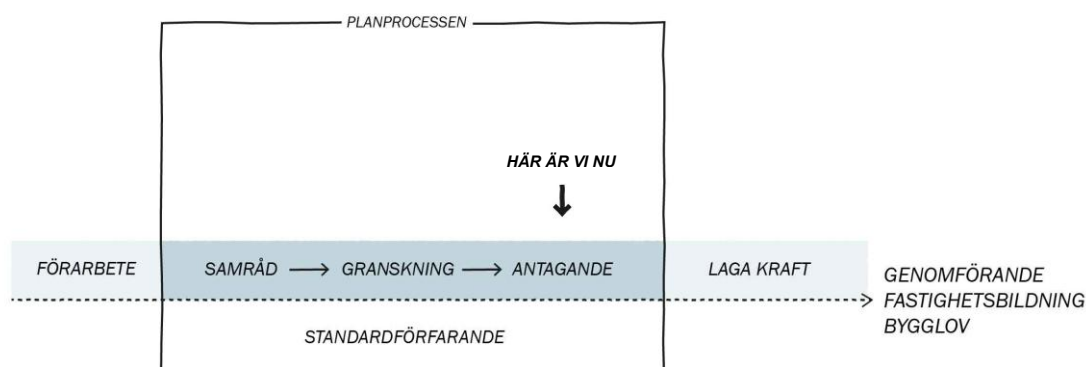 PLANPROCESSEN
HÄR ÄR VI NU
FÖRARBETE
SAMRÅD
GRANSKNING
ANTAGANDE
LAGA KRAFT
GENOMFÖRANDE
FASTIGHETSBILDNING
BYGGLOV
STANDARDFÖRFARANDE